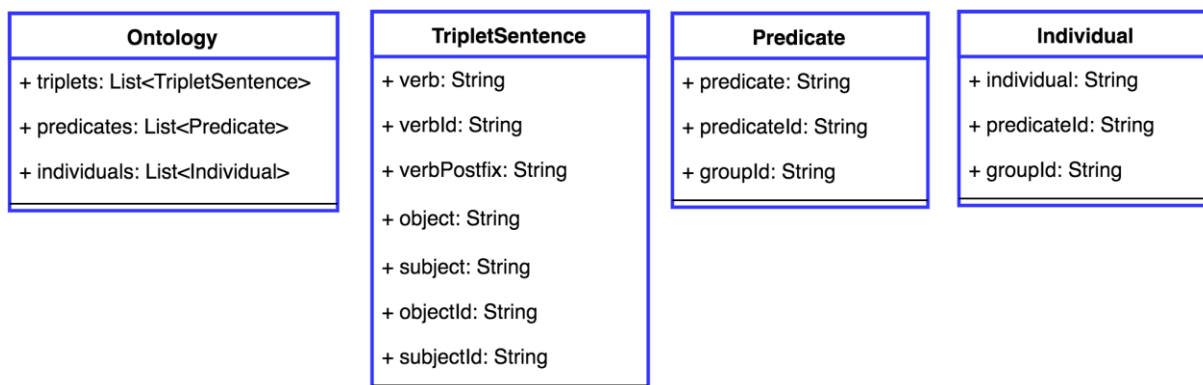 Ontology
+ triplets: List<TripletSentence>
+ predicates: List<Predicate>
+ individuals: List<Individual>
TripletSentence
+ verb: String
+ verbId: String
+ verbPostfix: String
+ object: String
+ subject: String
+ objectId: String
+ subjectId: String
Predicate
+ predicate: String
+ predicateId: String
+ groupId: String
Individual
+ individual: String
+ predicateId: String
+ groupId: String